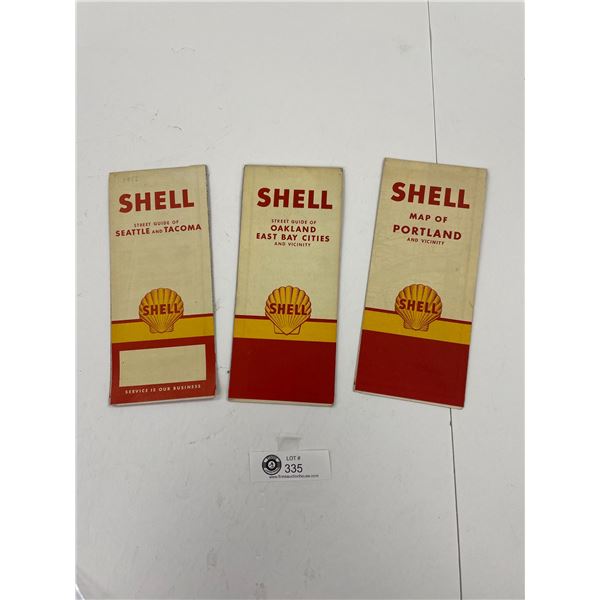 SHELL
STREET GUIDE OF
SEATTLE AND TACOMA
SHELL
SERVICE IS OUR BUSINESS
SHELL
STREET GUIDE OF
OAKLAND
EAST BAY CITIES
AND VICINITY
SHELL
SHELL
MAP OF
PORTLAND
AND VICINITY
SHELL
LOT #
335